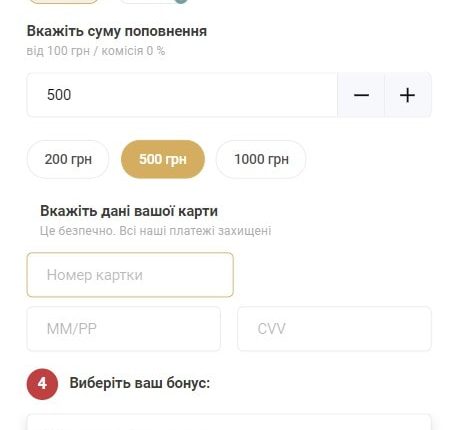 Вкажіть суму поповнення
від 100 грн / комісія 0 %
500 — +
200 грн 500 грн 1000 грн
Вкажіть дані вашої карти
Це безпечно. Всі наші платежі захищені
Номер картки
ММ/РР CVV
4 Виберіть ваш бонус: